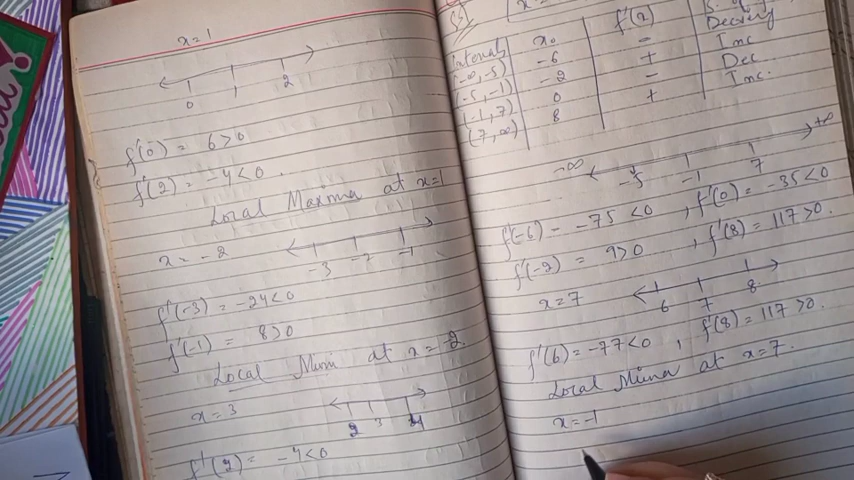 x=1
0 1 2
f'(0) = 6>0
f'(2) = -4<0.
Local Maxima at x=1
x = -2
-3 -2 -1
f'(-3) = -24<0
f'(-1) = 8>0
Local Mini at x=-2.
x=3
2 3 4
f'(2) = -4<0
Intervals x₀ f'(x)
(-∞,-5) -6 - Decring
(-5,-1) -2 + Inc
(-1,7) 0 - Dec
(7,∞) 8 + Inc.
-∞ -5 -1 7 +∞
f'(-6) - -75 <0 , f'(0) = -35<0
f'(-2) = 9>0 , f'(8) = 117>0.
x=7
6 7 8
f'(6)=-77<0 , f'(8)=117>0.
Local Mima at x=7.
x=-1